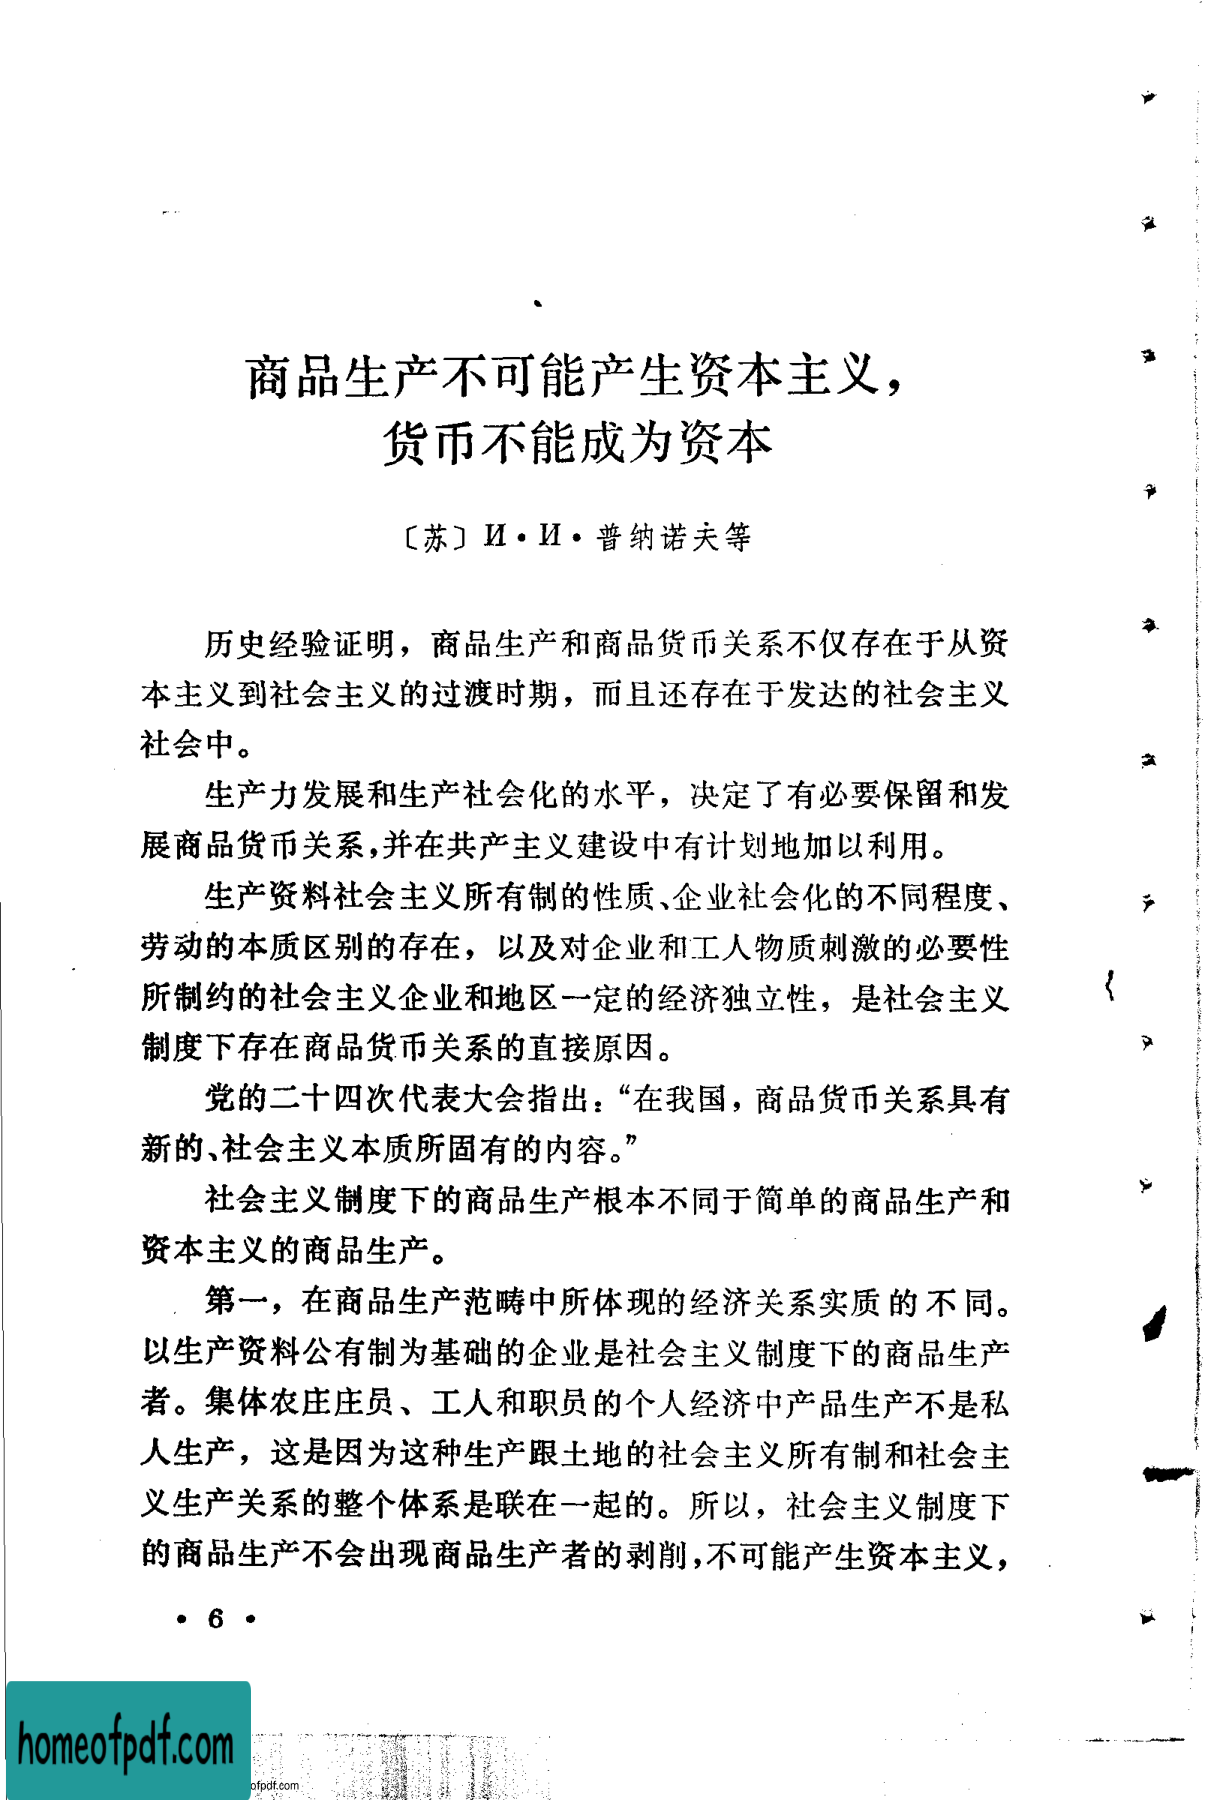 商品生产不可能产生资本主义，
货币不能成为资本
〔苏〕И·И·普纳诺夫等
历史经验证明，商品生产和商品货币关系不仅存在于从资
本主义到社会主义的过渡时期，而且还存在于发达的社会主义
社会中。
生产力发展和生产社会化的水平，决定了有必要保留和发
展商品货币关系，并在共产主义建设中有计划地加以利用。
生产资料社会主义所有制的性质、企业社会化的不同程度、
劳动的本质区别的存在，以及对企业和工人物质刺激的必要性
所制约的社会主义企业和地区一定的经济独立性，是社会主义
制度下存在商品货币关系的直接原因。
党的二十四次代表大会指出：“在我国，商品货币关系具有
新的、社会主义本质所固有的内容。”
社会主义制度下的商品生产根本不同于简单的商品生产和
资本主义的商品生产。
第一，在商品生产范畴中所体现的经济关系实质的不同。
以生产资料公有制为基础的企业是社会主义制度下的商品生产
者。集体农庄庄员、工人和职员的个人经济中产品生产不是私
人生产，这是因为这种生产跟土地的社会主义所有制和社会主
义生产关系的整个体系是联在一起的。所以，社会主义制度下
的商品生产不会出现商品生产者的剥削，不可能产生资本主义，
·6·
homeofpdf.com
ofpdf.com